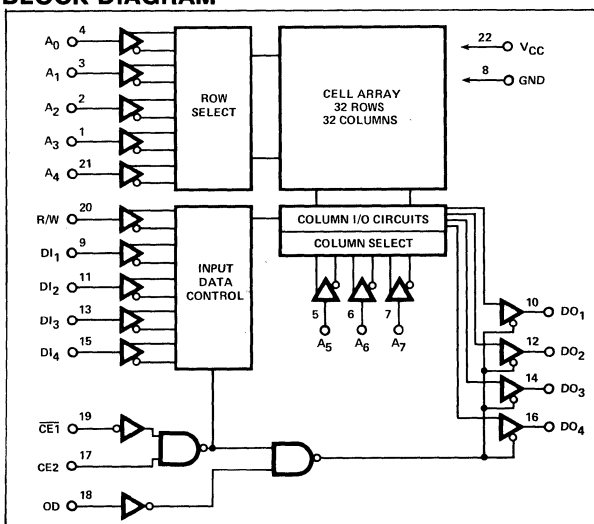 BLOCK DIAGRAM
A0 4
A1 3
A2 2
A3 1
A4 21
ROW
SELECT
CELL ARRAY
32 ROWS
32 COLUMNS
22 VCC
8 GND
R/W 20
DI1 9
DI2 11
DI3 13
DI4 15
INPUT
DATA
CONTROL
COLUMN I/O CIRCUITS
COLUMN SELECT
5 6 7
A5 A6 A7
10 DO1
12 DO2
14 DO3
16 DO4
CE1 19
CE2 17
OD 18